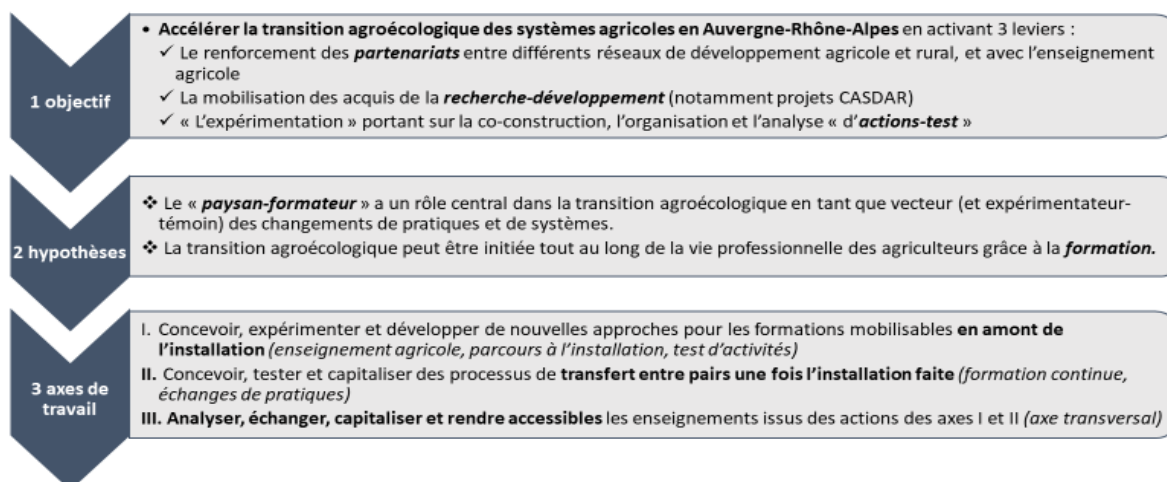 1 objectif
• Accélérer la transition agroécologique des systèmes agricoles en Auvergne-Rhône-Alpes en activant 3 leviers :
✓ Le renforcement des partenariats entre différents réseaux de développement agricole et rural, et avec l’enseignement
agricole
✓ La mobilisation des acquis de la recherche-développement (notamment projets CASDAR)
✓ « L’expérimentation » portant sur la co-construction, l’organisation et l’analyse « d’actions-test »
2 hypothèses
❖ Le « paysan-formateur » a un rôle central dans la transition agroécologique en tant que vecteur (et expérimentateur-
témoin) des changements de pratiques et de systèmes.
❖ La transition agroécologique peut être initiée tout au long de la vie professionnelle des agriculteurs grâce à la formation.
3 axes de
travail
I. Concevoir, expérimenter et développer de nouvelles approches pour les formations mobilisables en amont de
l’installation (enseignement agricole, parcours à l’installation, test d’activités)
II. Concevoir, tester et capitaliser des processus de transfert entre pairs une fois l’installation faite (formation continue,
échanges de pratiques)
III. Analyser, échanger, capitaliser et rendre accessibles les enseignements issus des actions des axes I et II (axe transversal)